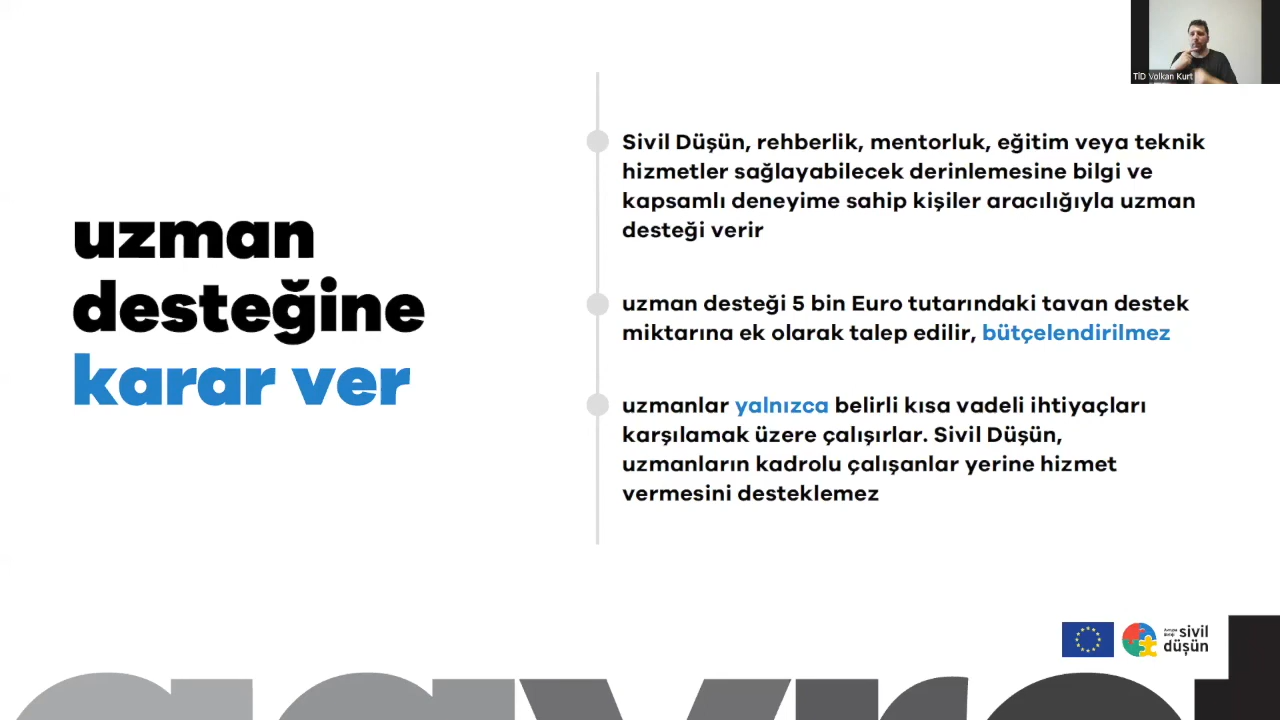 TİD Volkan Kurt
uzman
desteğine
karar ver
Sivil Düşün, rehberlik, mentorluk, eğitim veya teknik
hizmetler sağlayabilecek derinlemesine bilgi ve
kapsamlı deneyime sahip kişiler aracılığıyla uzman
desteği verir
uzman desteği 5 bin Euro tutarındaki tavan destek
miktarına ek olarak talep edilir, bütçelendirilmez
uzmanlar yalnızca belirli kısa vadeli ihtiyaçları
karşılamak üzere çalışırlar. Sivil Düşün,
uzmanların kadrolu çalışanlar yerine hizmet
vermesini desteklemez
Avrupa
Birliği
sivil
düşün